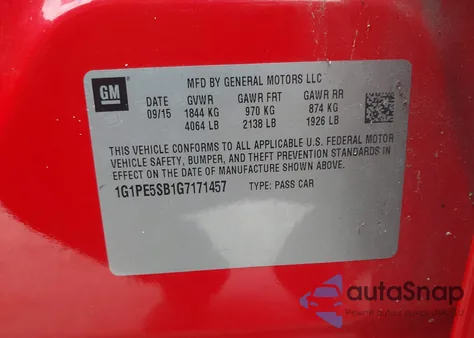 GM
MFD BY GENERAL MOTORS LLC
DATE GVWR GAWR FRT GAWR RR
09/15 1844 KG 970 KG 874 KG
4064 LB 2138 LB 1926 LB
THIS VEHICLE CONFORMS TO ALL APPLICABLE U.S. FEDERAL MOTOR
VEHICLE SAFETY, BUMPER, AND THEFT PREVENTION STANDARDS IN
EFFECT ON THE DATE OF MANUFACTURE SHOWN ABOVE.
1G1PE5SB1G7171457 TYPE: PASS CAR
autaSnap